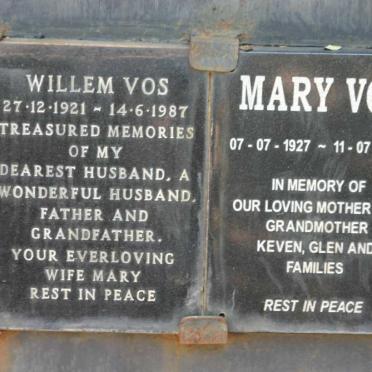 WILLEM VOS
27·12·1921 ~ 14·6·1987
TREASURED MEMORIES
OF MY
DEAREST HUSBAND, A
WONDERFUL HUSBAND,
FATHER AND
GRANDFATHER.
YOUR EVERLOVING
WIFE MARY
REST IN PEACE
MARY
07 - 07 - 1927 ~ 11 - 07
IN MEMORY OF
OUR LOVING MOTHER
GRANDMOTHER
KEVEN, GLEN AND
FAMILIES
REST IN PEACE